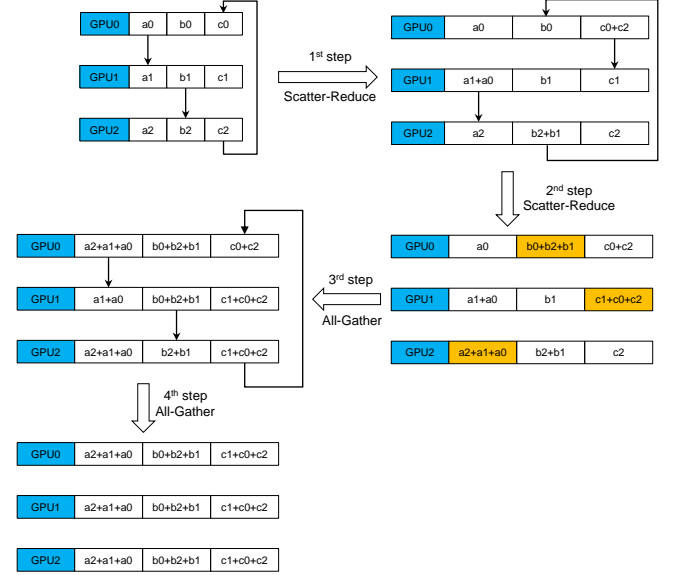 GPU0 a0 b0 c0
GPU1 a1 b1 c1
GPU2 a2 b2 c2
1st step
Scatter-Reduce
GPU0 a0 b0 c0+c2
GPU1 a1+a0 b1 c1
GPU2 a2 b2+b1 c2
2nd step
Scatter-Reduce
GPU0 a0 b0+b2+b1 c0+c2
GPU1 a1+a0 b1 c1+c0+c2
GPU2 a2+a1+a0 b2+b1 c2
3rd step
All-Gather
GPU0 a2+a1+a0 b0+b2+b1 c0+c2
GPU1 a1+a0 b0+b2+b1 c1+c0+c2
GPU2 a2+a1+a0 b2+b1 c1+c0+c2
4th step
All-Gather
GPU0 a2+a1+a0 b0+b2+b1 c1+c0+c2
GPU1 a2+a1+a0 b0+b2+b1 c1+c0+c2
GPU2 a2+a1+a0 b0+b2+b1 c1+c0+c2